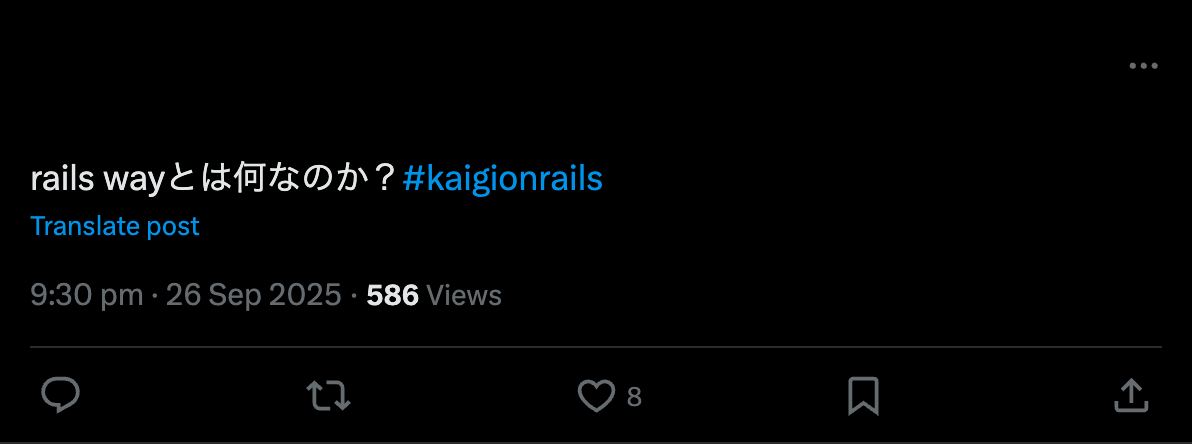 rails wayとは何なのか？#kaigionrails
Translate post
9:30 pm · 26 Sep 2025 · 586 Views
8